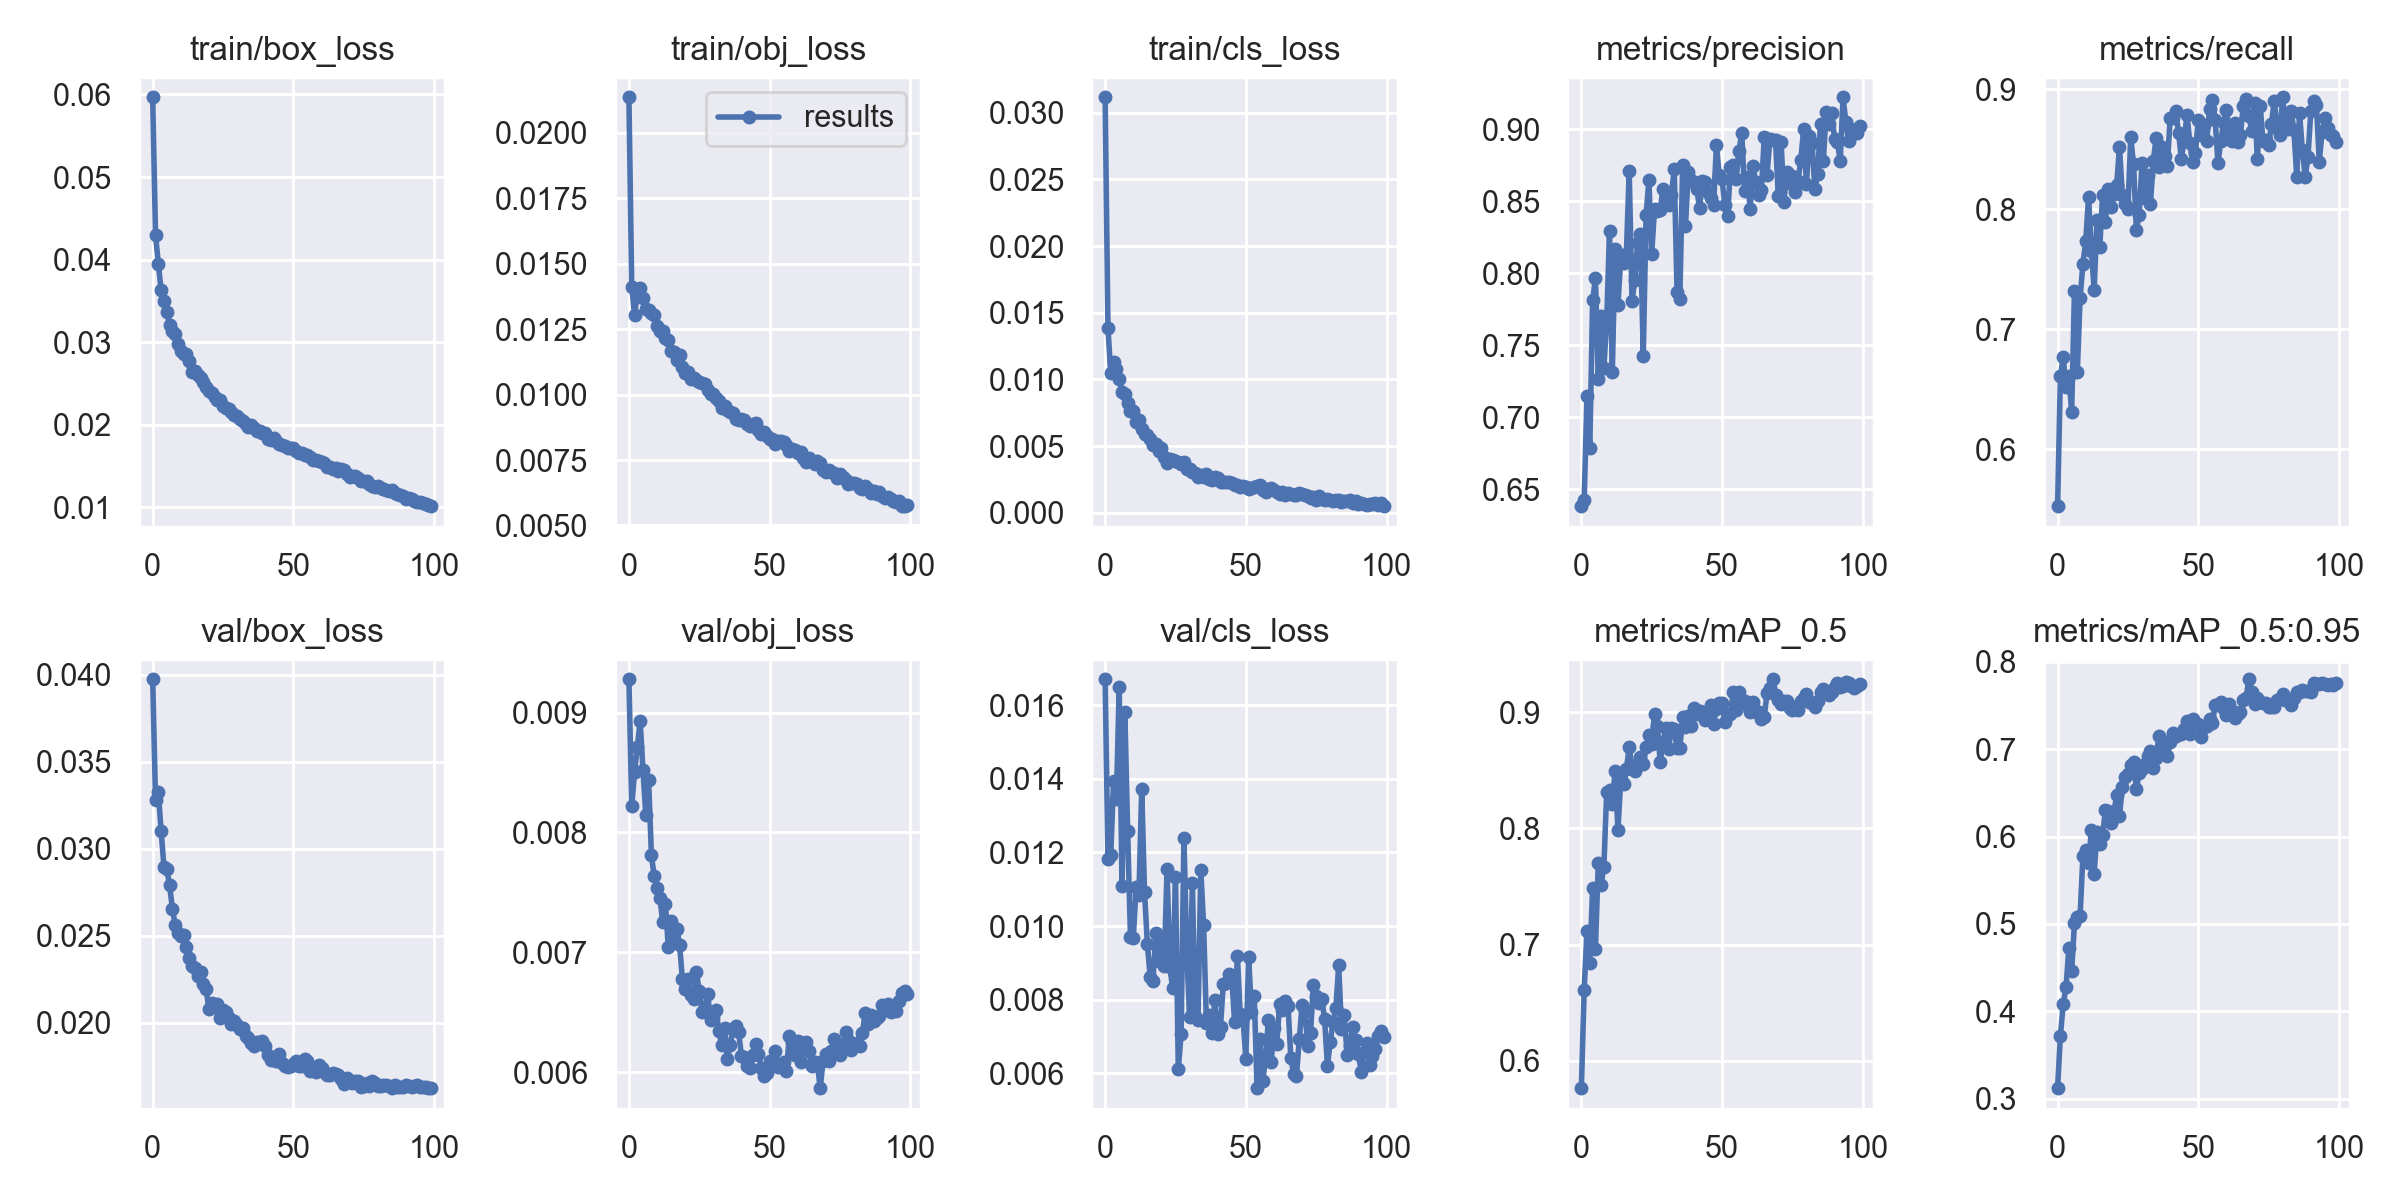 train/box_loss
0.06
0.05
0.04
0.03
0.02
0.01
0 50 100
train/obj_loss
results
0.0200
0.0175
0.0150
0.0125
0.0100
0.0075
0.0050
0 50 100
train/cls_loss
0.030
0.025
0.020
0.015
0.010
0.005
0.000
0 50 100
metrics/precision
0.90
0.85
0.80
0.75
0.70
0.65
0 50 100
metrics/recall
0.9
0.8
0.7
0.6
0 50 100
val/box_loss
0.040
0.035
0.030
0.025
0.020
0 50 100
val/obj_loss
0.009
0.008
0.007
0.006
0 50 100
val/cls_loss
0.016
0.014
0.012
0.010
0.008
0.006
0 50 100
metrics/mAP_0.5
0.9
0.8
0.7
0.6
0 50 100
metrics/mAP_0.5:0.95
0.8
0.7
0.6
0.5
0.4
0.3
0 50 100